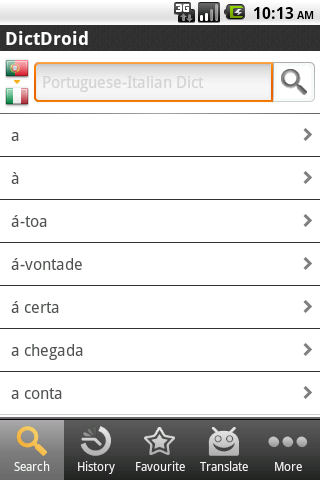 3G
10:13 AM
DictDroid
Portuguese-Italian Dict
a
à
á-toa
á-vontade
á certa
a chegada
a conta
Search History Favourite Translate More